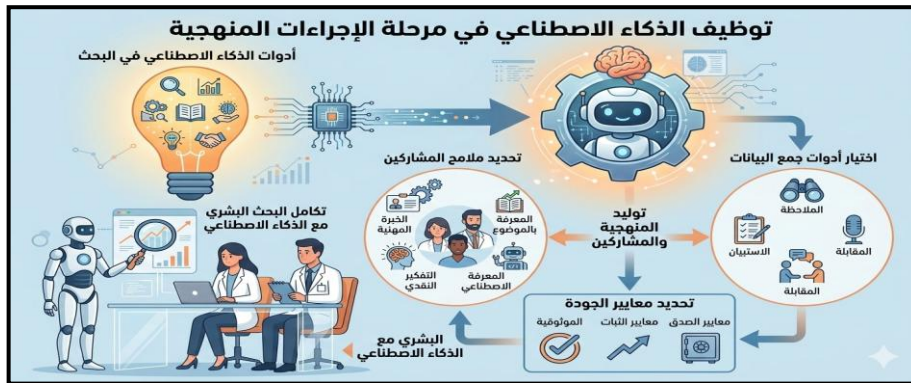 توظيف الذكاء الاصطناعي في مرحلة الإجراءات المنهجية
أدوات الذكاء الاصطناعي في البحث
اختيار أدوات جمع البيانات
الملاحظة
الاستبيان
المقابلة
المقابلة
توليد
المنهجية
والمشاركين
تحديد ملامح المشاركين
الخبرة
المهنية
المعرفة
بالموضوع
التفكير
النقدي
المعرفة
الاصطناعي
تحديد معايير الجودة
معايير الصدق
معايير الثبات
الموثوقية
تكامل البحث البشري
مع الذكاء الاصطناعي
البشري مع
الذكاء الاصطناعي